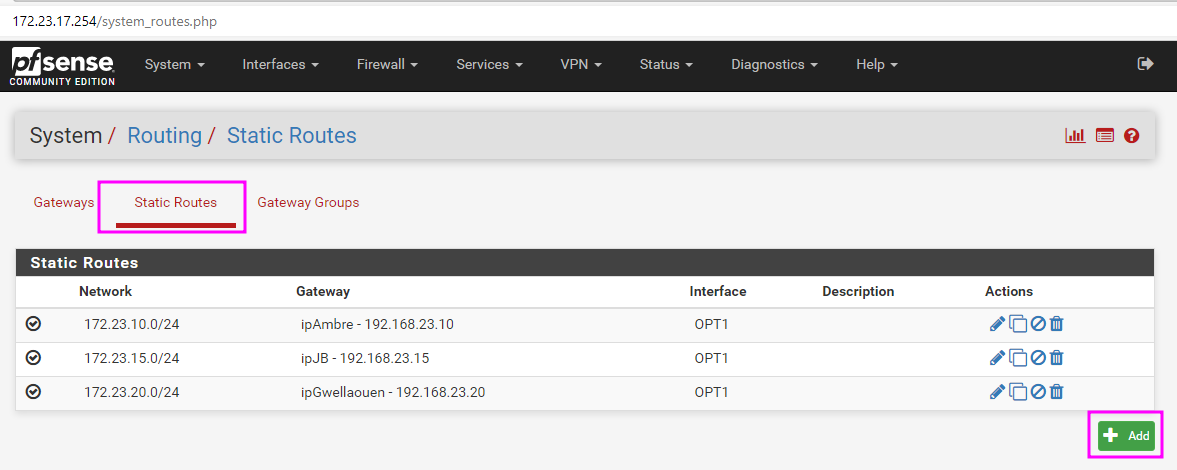 172.23.17.254/system_routes.php
pfsense COMMUNITY EDITION System Interfaces Firewall Services VPN Status Diagnostics Help
System / Routing / Static Routes
Gateways Static Routes Gateway Groups
Static Routes
Network Gateway Interface Description Actions
172.23.10.0/24 ipAmbre - 192.168.23.10 OPT1
172.23.15.0/24 ipJB - 192.168.23.15 OPT1
172.23.20.0/24 ipGwellaouen - 192.168.23.20 OPT1
Add